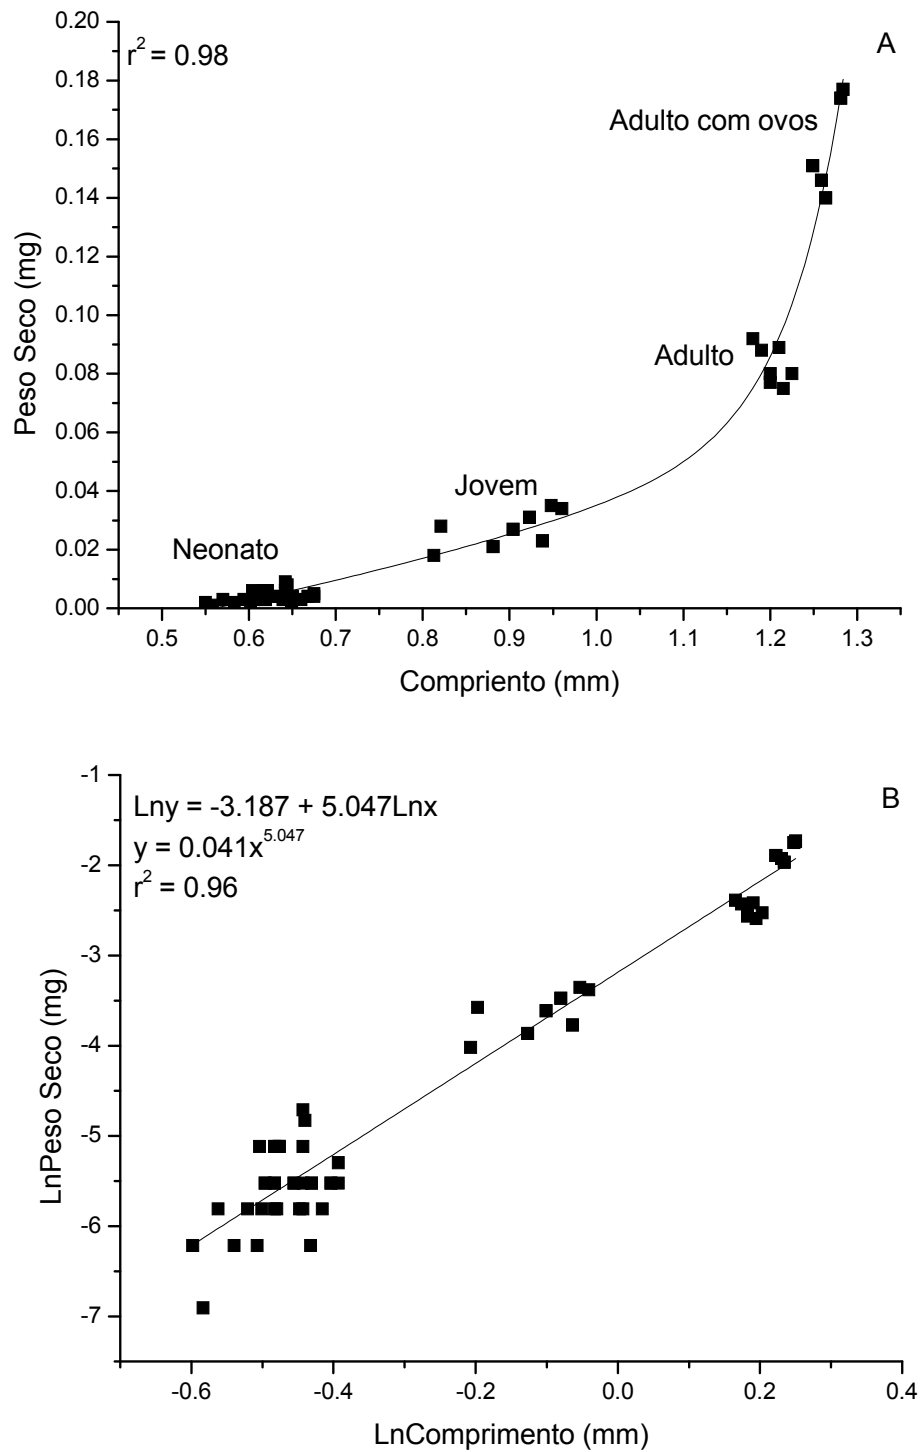 A
r² = 0.98
Adulto com ovos
Adulto
Jovem
Neonato
0.20
0.18
0.16
0.14
0.12
0.10
0.08
0.06
0.04
0.02
0.00
Peso Seco (mg)
0.5 0.6 0.7 0.8 0.9 1.0 1.1 1.2 1.3
Compriento (mm)
B
Lny = -3.187 + 5.047Lnx
y = 0.041x^5.047
r² = 0.96
-1
-2
-3
-4
-5
-6
-7
LnPeso Seco (mg)
-0.6 -0.4 -0.2 0.0 0.2 0.4
LnComprimento (mm)